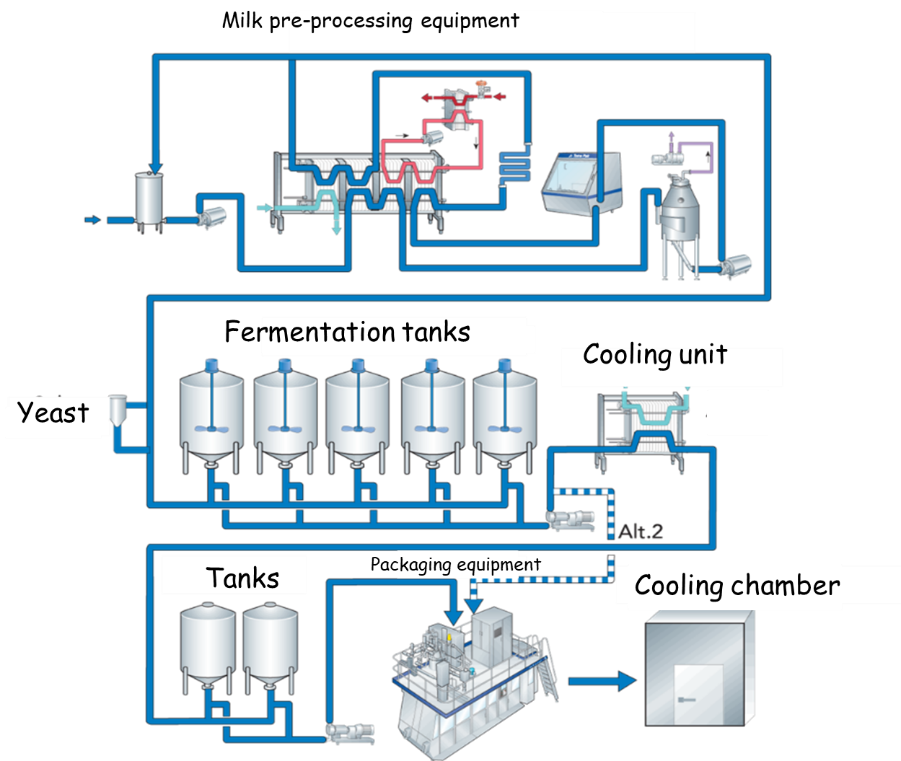 Milk pre-processing equipment
Fermentation tanks
Cooling unit
Yeast
Alt.2
Packaging equipment
Tanks
Cooling chamber